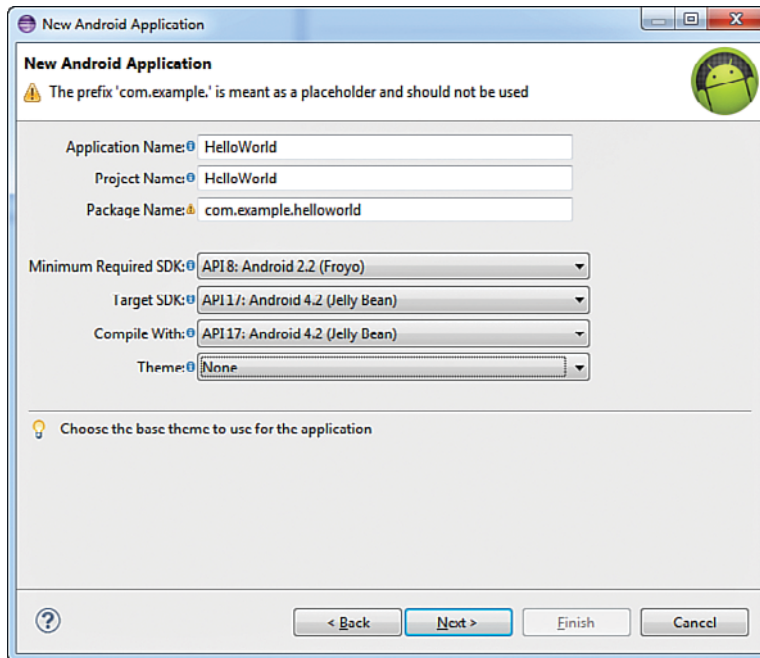 New Android Application
New Android Application
The prefix 'com.example.' is meant as a placeholder and should not be used
Application Name: HelloWorld
Project Name: HelloWorld
Package Name: com.example.helloworld
Minimum Required SDK: API 8: Android 2.2 (Froyo)
Target SDK: API 17: Android 4.2 (Jelly Bean)
Compile With: API 17: Android 4.2 (Jelly Bean)
Theme: None
Choose the base theme to use for the application
? < Back Next > Finish Cancel